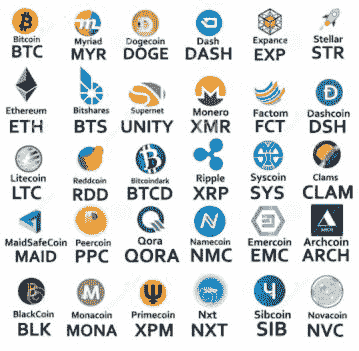 Bitcoin Myriad Dogecoin Dash Expance Stellar
BTC MYR DOGE DASH EXP STR
Ethereum Bitshares Supernet Monero Factom Dashcoin
ETH BTS UNITY XMR FCT DSH
Litecoin Reddcoin Bitcoindark Ripple Syscoin Clams
LTC RDD BTCD XRP SYS CLAM
MaidSafeCoin Peercoin Qora Namecoin Emercoin Archcoin
MAID PPC QORA NMC EMC ARCH
BlackCoin Monacoin Primecoin Nxt Sibcoin Novacoin
BLK MONA XPM NXT SIB NVC